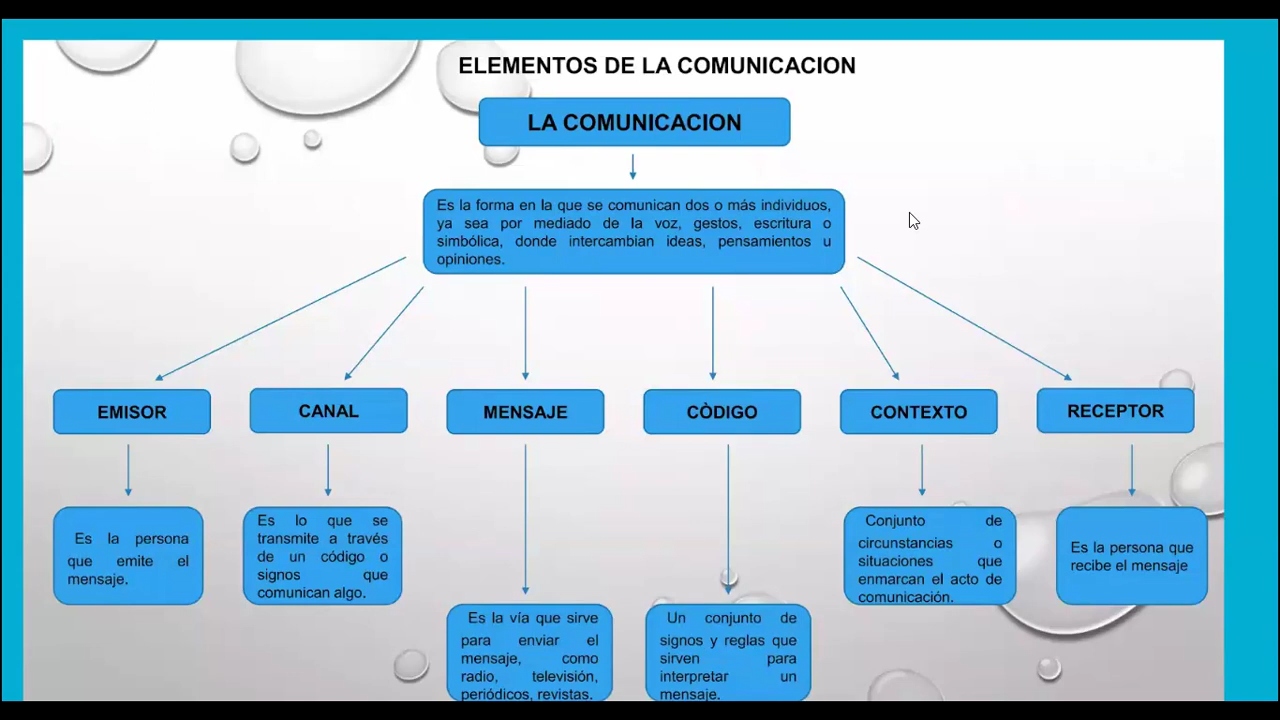 ELEMENTOS DE LA COMUNICACION
LA COMUNICACION
Es la forma en la que se comunican dos o más individuos,
ya sea por mediado de la voz, gestos, escritura o
simbólica, donde intercambian ideas, pensamientos u
opiniones.
EMISOR
CANAL
MENSAJE
CÒDIGO
CONTEXTO
RECEPTOR
Es la persona
que emite el
mensaje.
Es lo que se
transmite a través
de un código o
signos que
comunican algo.
Es la vía que sirve
para enviar el
mensaje, como
radio, televisión,
periódicos, revistas.
Un conjunto de
signos y reglas que
sirven para
interpretar un
mensaje.
Conjunto de
circunstancias o
situaciones que
enmarcan el acto de
comunicación.
Es la persona que
recibe el mensaje